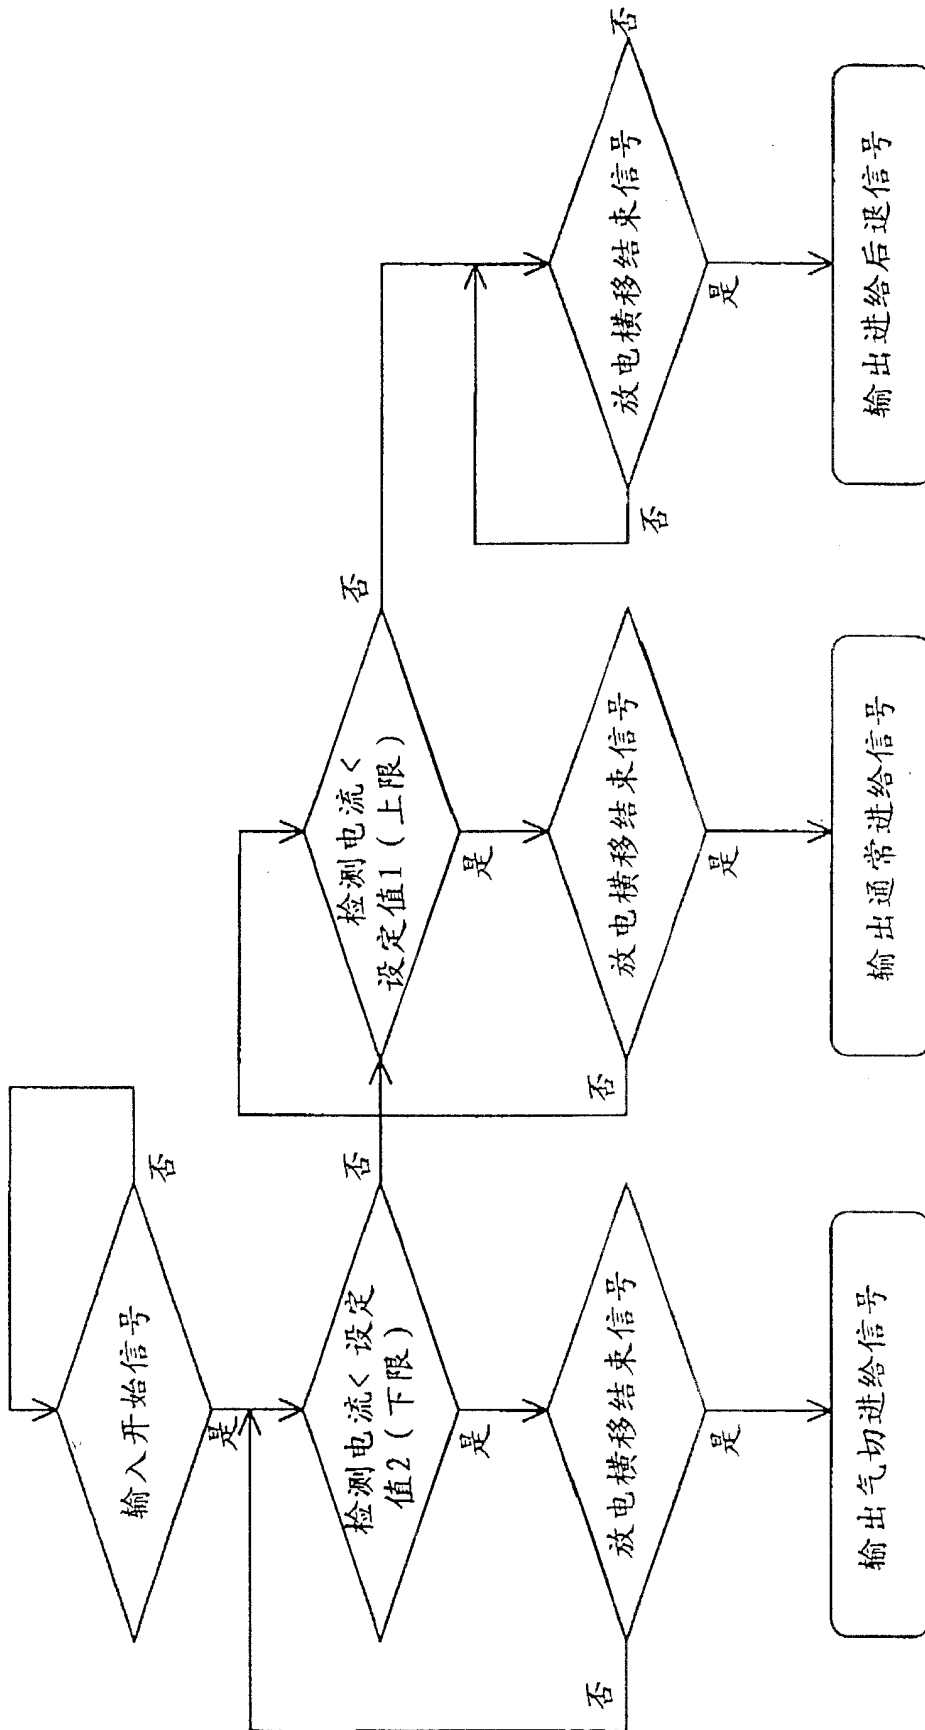 输入开始信号
否
是
检测电流<设定
值2(下限)
否
是
放电横移结束信号
否
是
输出气切进给信号
检测电流<
设定值1(上限)
否
是
放电横移结束信号
否
是
输出通常进给信号
放电横移结束信号
否
否
是
输出进给后退信号